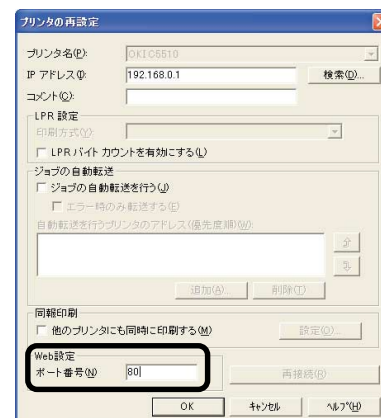 プリンタの再設定
プリンタ名(P):
OKI C5510
IP アドレス(I):
192.168.0.1
検索(D)...
コメント(C):
LPR 設定
印刷方式(Y):
LPR バイト カウントを有効にする(L)
ジョブの自動転送
ジョブの自動転送を行う(J)
エラー時のみ転送する(E)
自動転送を行うプリンタのアドレス(優先度順)(W):
追加(A)...
削除(T)
同報印刷
他のプリンタにも同時に印刷する(M)
設定(O)...
Web設定
ポート番号(N)
80
再接続(R)
OK
キャンセル
ヘルプ(H)